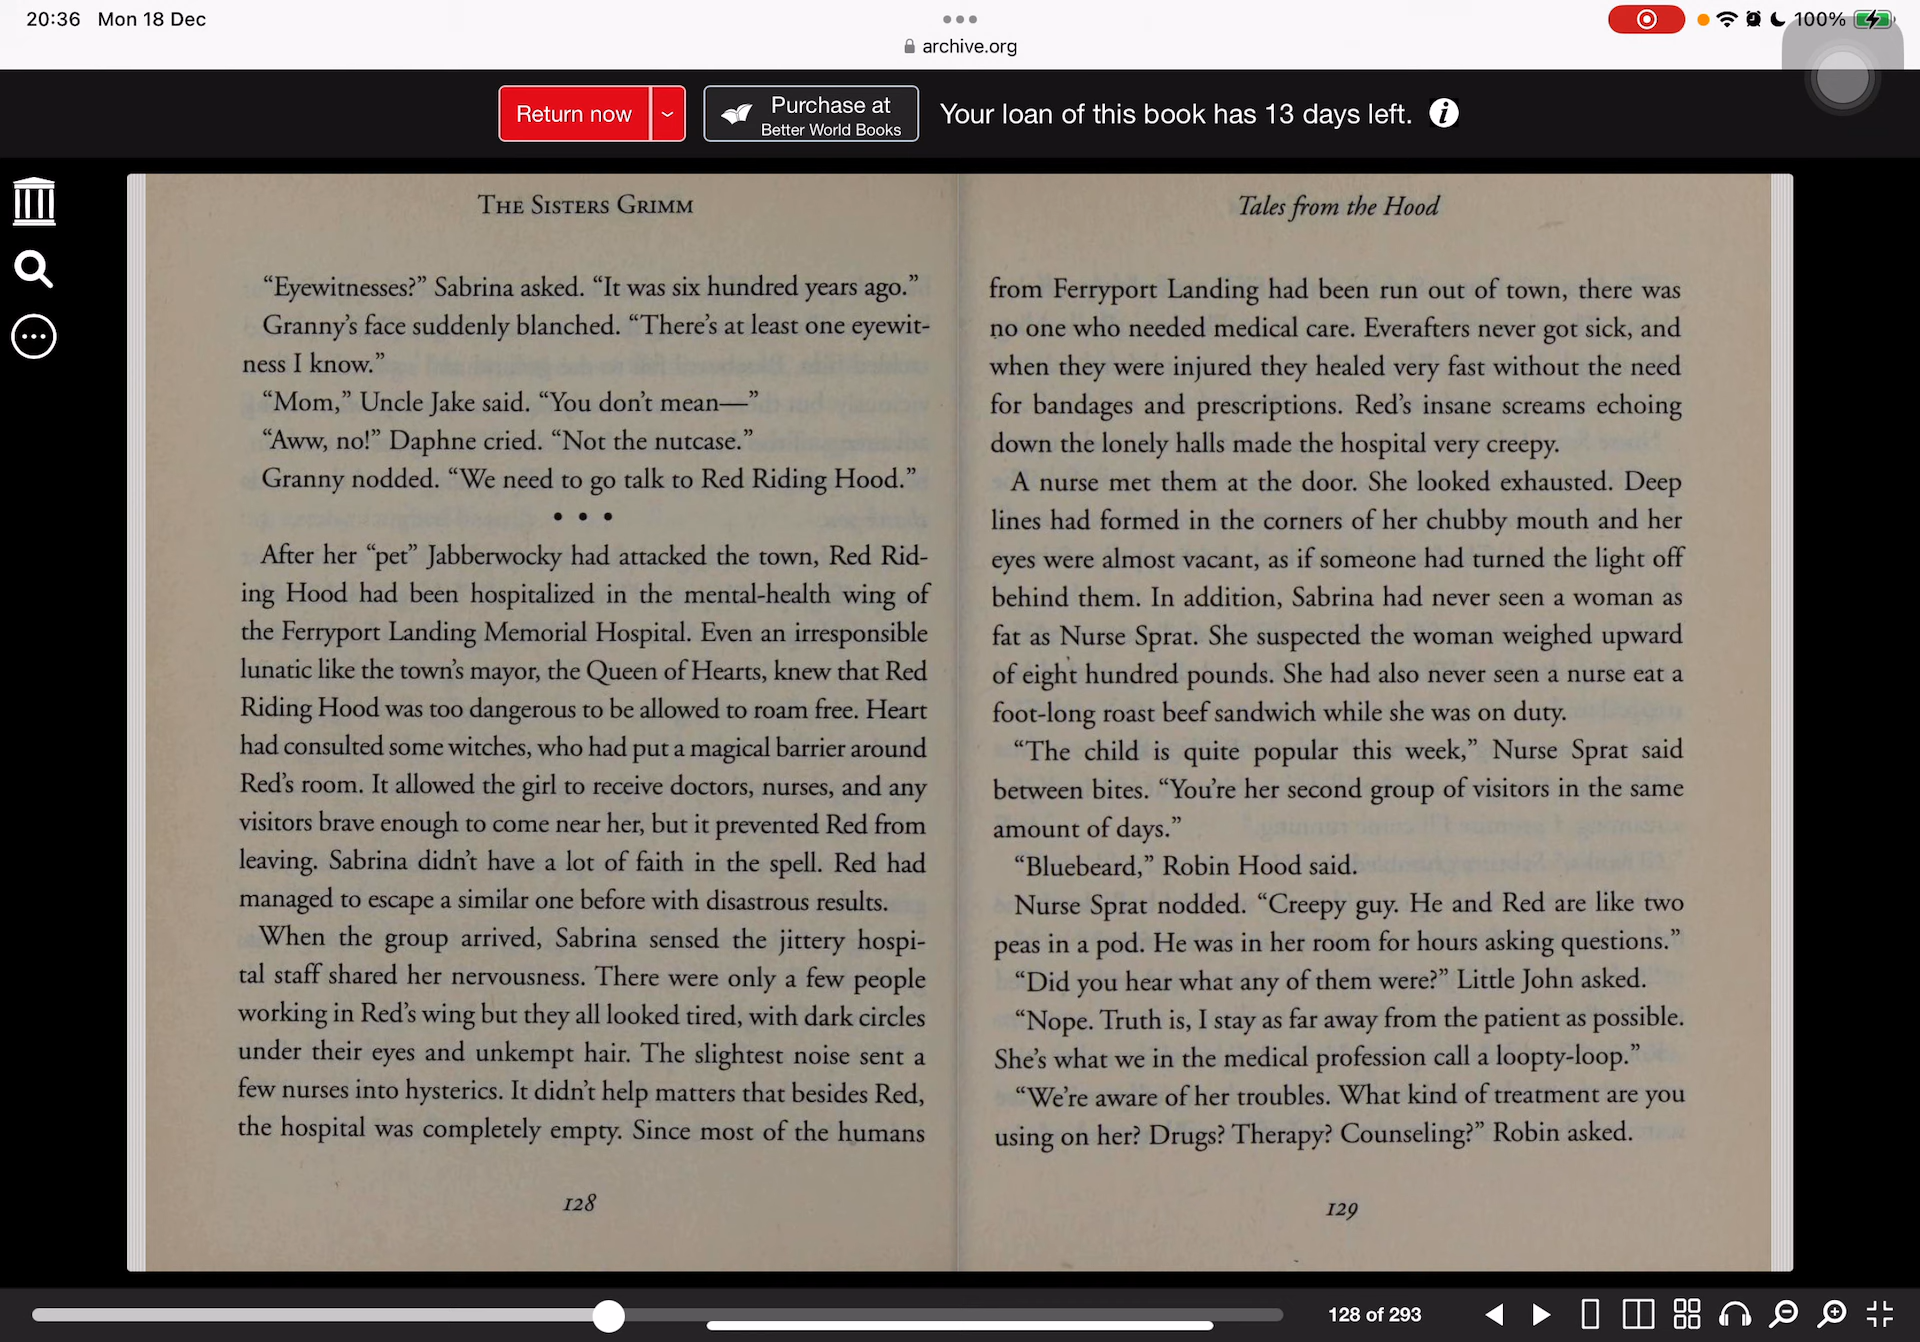 20:36 Mon 18 Dec
100%
archive.org
Return now
Purchase at
Better World Books
Your loan of this book has 13 days left.
THE SISTERS GRIMM
“Eyewitnesses?” Sabrina asked. “It was six hundred years ago.”
Granny’s face suddenly blanched. “There’s at least one eyewit-
ness I know.”
“Mom,” Uncle Jake said. “You don’t mean—”
“Aww, no!” Daphne cried. “Not the nutcase.”
Granny nodded. “We need to go talk to Red Riding Hood.”
• • •
After her “pet” Jabberwocky had attacked the town, Red Rid-
ing Hood had been hospitalized in the mental-health wing of
the Ferryport Landing Memorial Hospital. Even an irresponsible
lunatic like the town’s mayor, the Queen of Hearts, knew that Red
Riding Hood was too dangerous to be allowed to roam free. Heart
had consulted some witches, who had put a magical barrier around
Red’s room. It allowed the girl to receive doctors, nurses, and any
visitors brave enough to come near her, but it prevented Red from
leaving. Sabrina didn’t have a lot of faith in the spell. Red had
managed to escape a similar one before with disastrous results.
When the group arrived, Sabrina sensed the jittery hospi-
tal staff shared her nervousness. There were only a few people
working in Red’s wing but they all looked tired, with dark circles
under their eyes and unkempt hair. The slightest noise sent a
few nurses into hysterics. It didn’t help matters that besides Red,
the hospital was completely empty. Since most of the humans
128
Tales from the Hood
from Ferryport Landing had been run out of town, there was
no one who needed medical care. Everafters never got sick, and
when they were injured they healed very fast without the need
for bandages and prescriptions. Red’s insane screams echoing
down the lonely halls made the hospital very creepy.
A nurse met them at the door. She looked exhausted. Deep
lines had formed in the corners of her chubby mouth and her
eyes were almost vacant, as if someone had turned the light off
behind them. In addition, Sabrina had never seen a woman as
fat as Nurse Sprat. She suspected the woman weighed upward
of eight hundred pounds. She had also never seen a nurse eat a
foot-long roast beef sandwich while she was on duty.
“The child is quite popular this week,” Nurse Sprat said
between bites. “You’re her second group of visitors in the same
amount of days.”
“Bluebeard,” Robin Hood said.
Nurse Sprat nodded. “Creepy guy. He and Red are like two
peas in a pod. He was in her room for hours asking questions.”
“Did you hear what any of them were?” Little John asked.
“Nope. Truth is, I stay as far away from the patient as possible.
She’s what we in the medical profession call a loopty-loop.”
“We’re aware of her troubles. What kind of treatment are you
using on her? Drugs? Therapy? Counseling?” Robin asked.
129
128 of 293